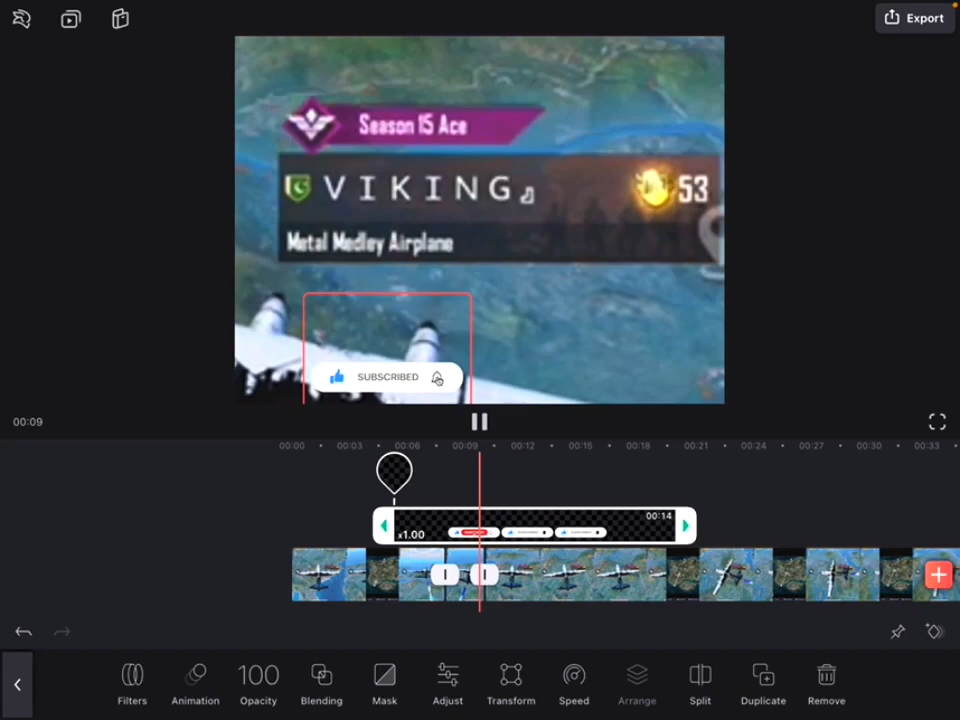 Export
Season 15 Ace
VIKING
53
Metal Medley Airplane
SUBSCRIBED
00:09
00:00 00:03 00:06 00:09 00:12 00:15 00:18 00:21 00:24 00:27 00:30 00:33
00:14
x1.00
100
Filters Animation Opacity Blending Mask Adjust Transform Speed Arrange Split Duplicate Remove